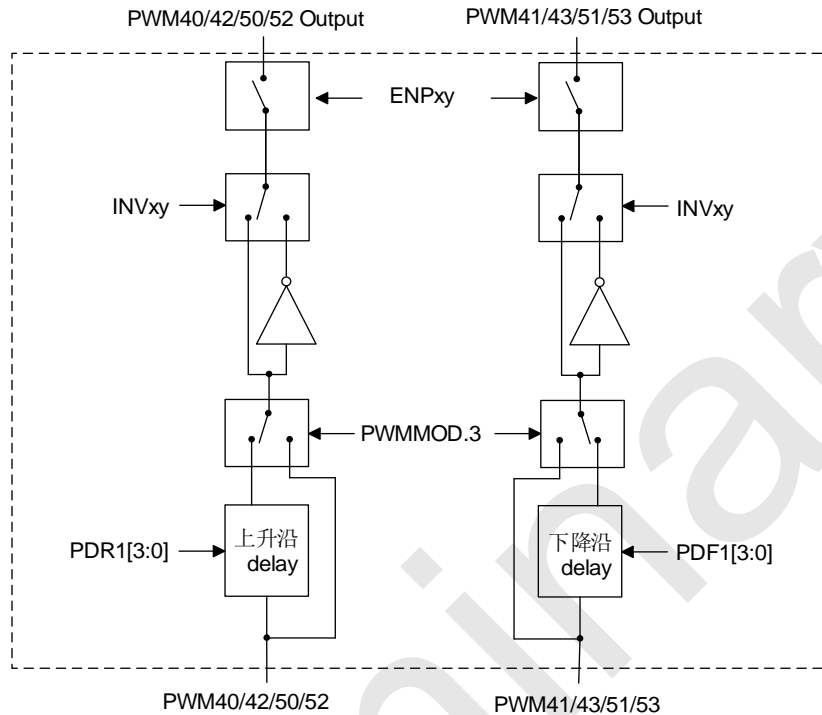 PWM40/42/50/52 Output
PWM41/43/51/53 Output
ENPxy
INVxy
INVxy
PWMMOD.3
PDR1[3:0]
上升沿
delay
下降沿
delay
PDF1[3:0]
PWM40/42/50/52
PWM41/43/51/53